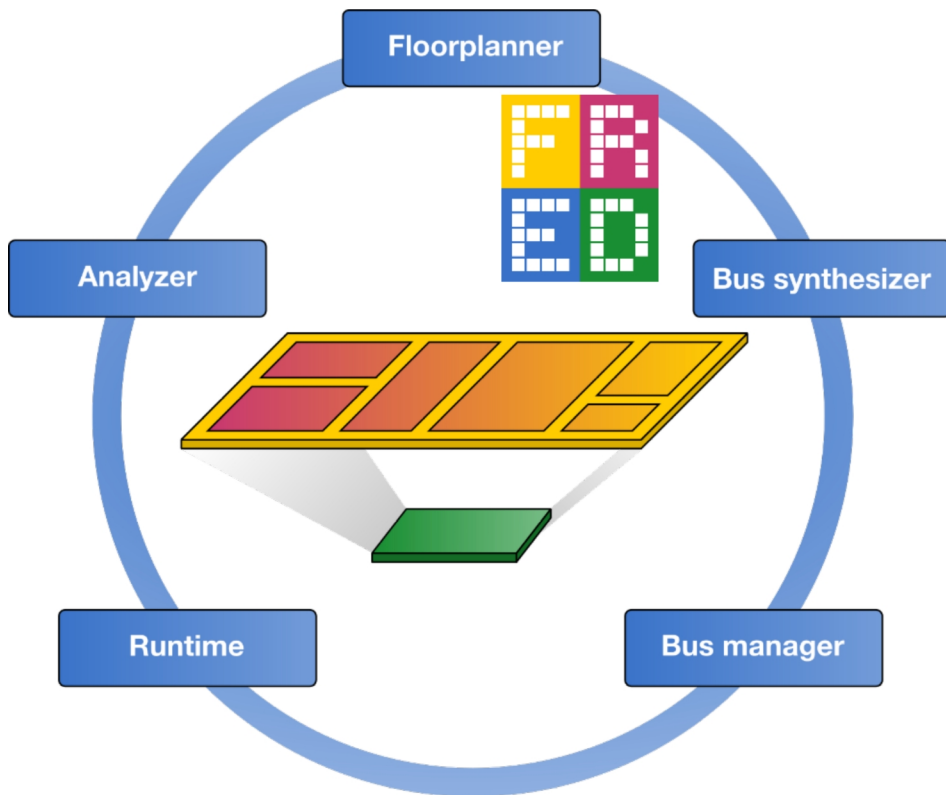 Floorplanner
FR
ED
Analyzer
Bus synthesizer
Runtime
Bus manager